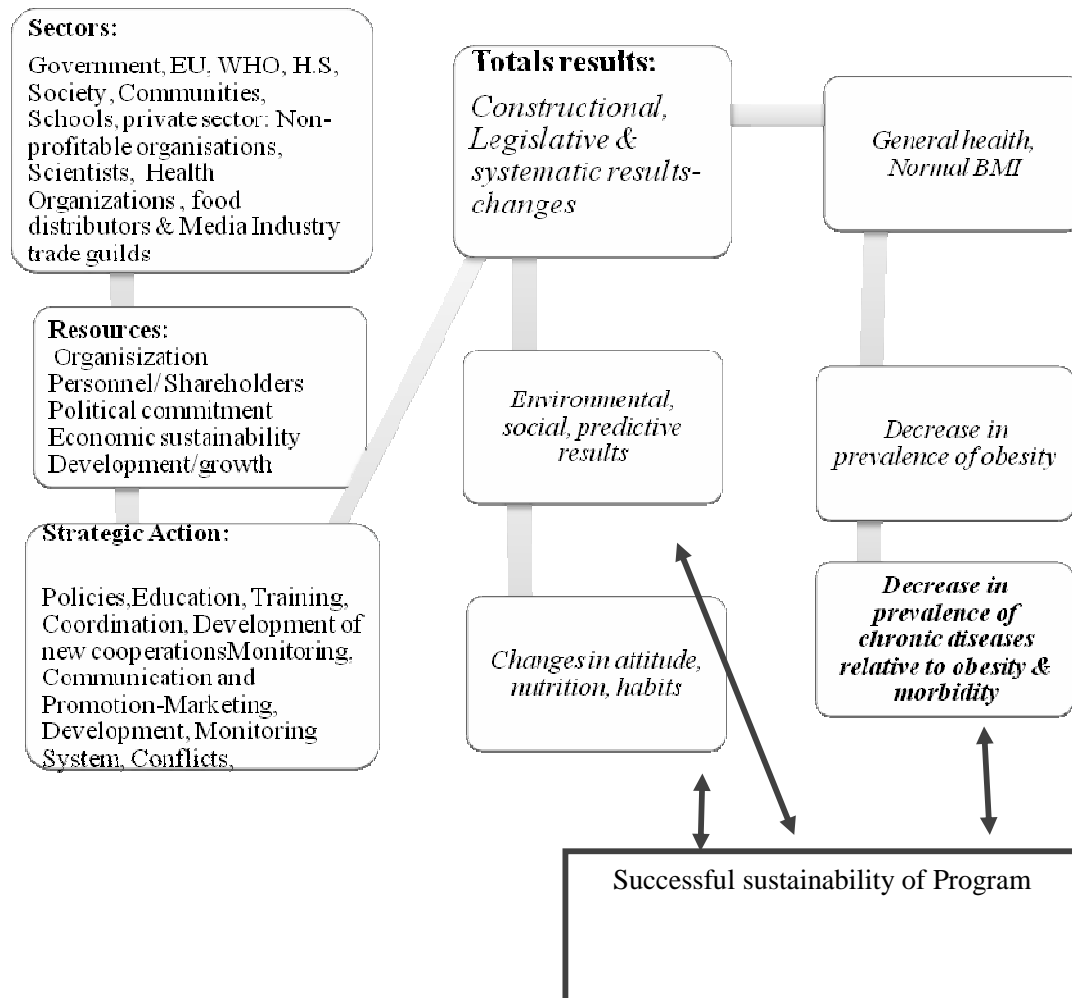 Sectors:
Government, EU, WHO, H.S,
Society, Communities,
Schools, private sector: Non-
profitable organisations,
Scientists, Health
Organizations , food
distributors & Media Industry
trade guilds
Resources:
Organisization
Personnel/ Shareholders
Political commitment
Economic sustainability
Development/growth
Strategic Action:
Policies,Education, Training,
Coordination, Development of
new cooperationsMonitoring,
Communication and
Promotion-Marketing,
Development, Monitoring
System, Conflicts,
Totals results:
Constructional,
Legislative &
systematic results-
changes
Environmental,
social, predictive
results
Changes in attitude,
nutrition, habits
General health,
Normal BMI
Decrease in
prevalence of obesity
Decrease in
prevalence of
chronic diseases
relative to obesity &
morbidity
Successful sustainability of Program